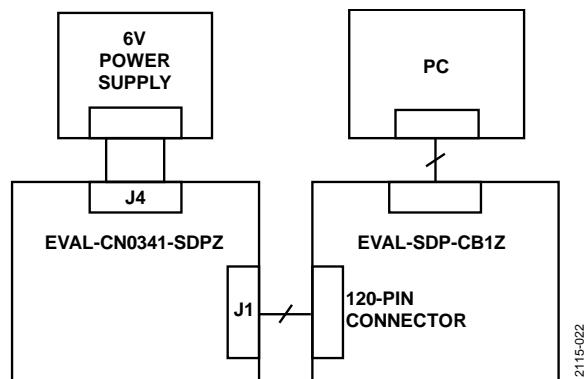 6V
POWER
SUPPLY
PC
J4
EVAL-CN0341-SDPZ
EVAL-SDP-CB1Z
J1
120-PIN
CONNECTOR
2115-022